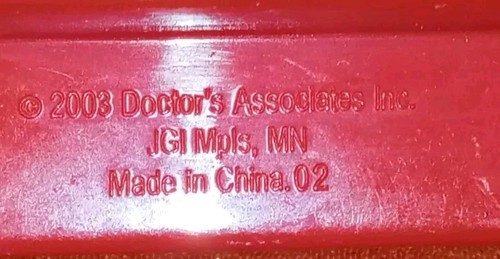 © 2003 Doctor's Associates Inc.
JGI Mpls, MN
Made in China.02